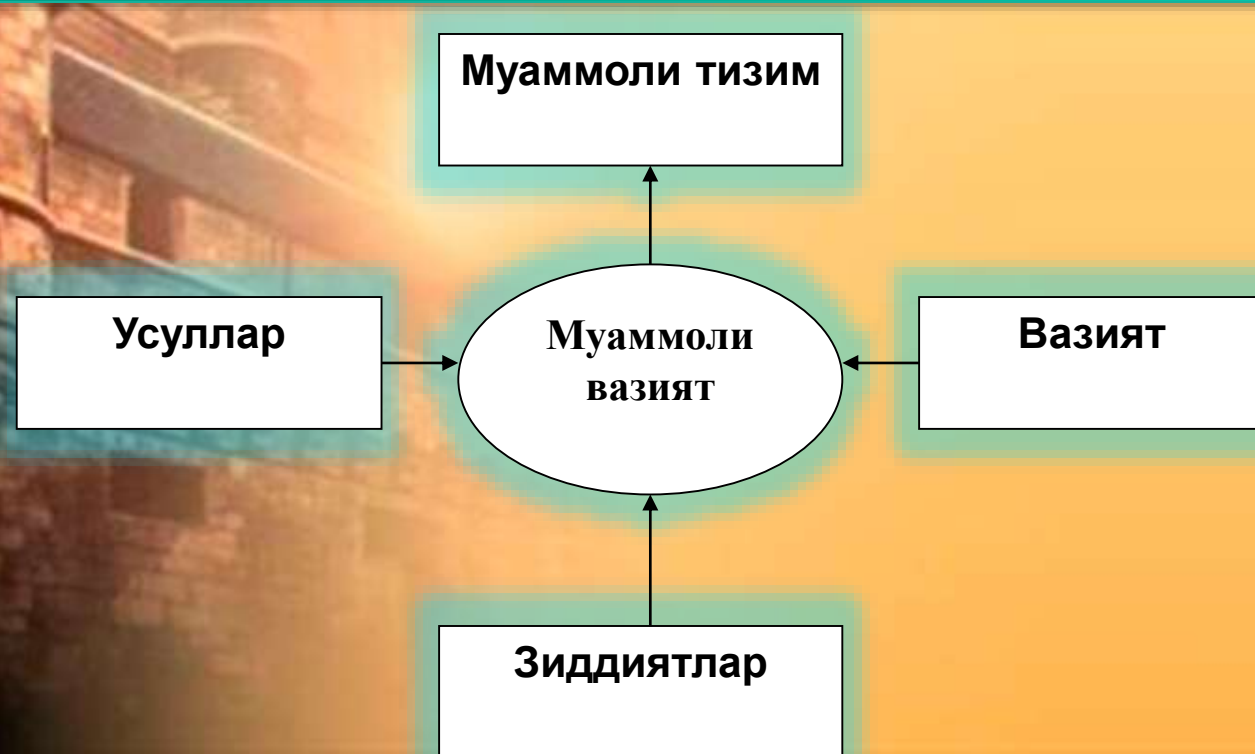 Муаммоли тизим
Усуллар
Муаммоли
вазият
Вазият
Зиддиятлар